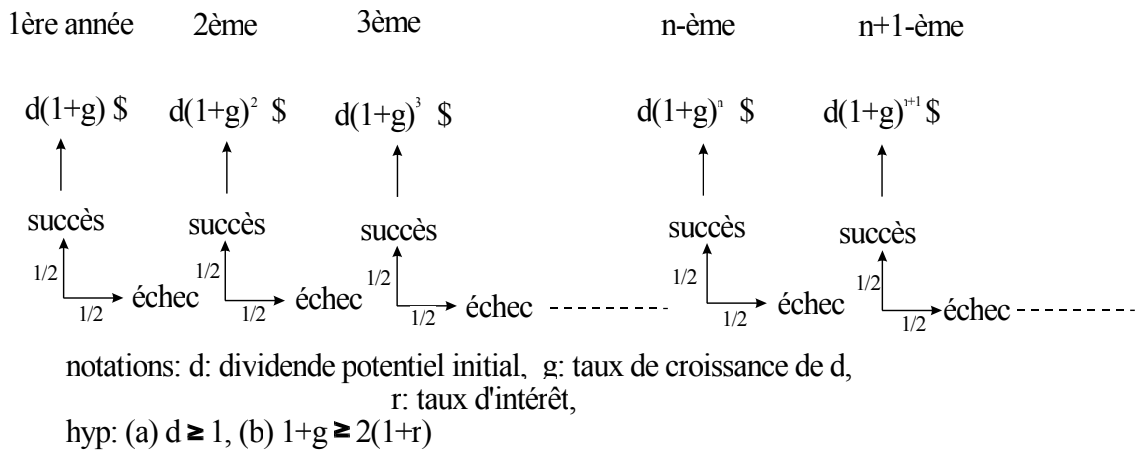 1ère année 2ème 3ème n-ème n+1-ème
d(1+g) $ d(1+g)² $ d(1+g)³ $ d(1+g)ⁿ $ d(1+g)ⁿ⁺¹ $
succès succès succès succès succès
1/2 1/2 1/2 1/2 1/2
échec échec échec échec échec
1/2 1/2 1/2 1/2 1/2
notations: d: dividende potentiel initial, g: taux de croissance de d,
r: taux d'intérêt,
hyp: (a) d ≥ 1, (b) 1+g ≥ 2(1+r)